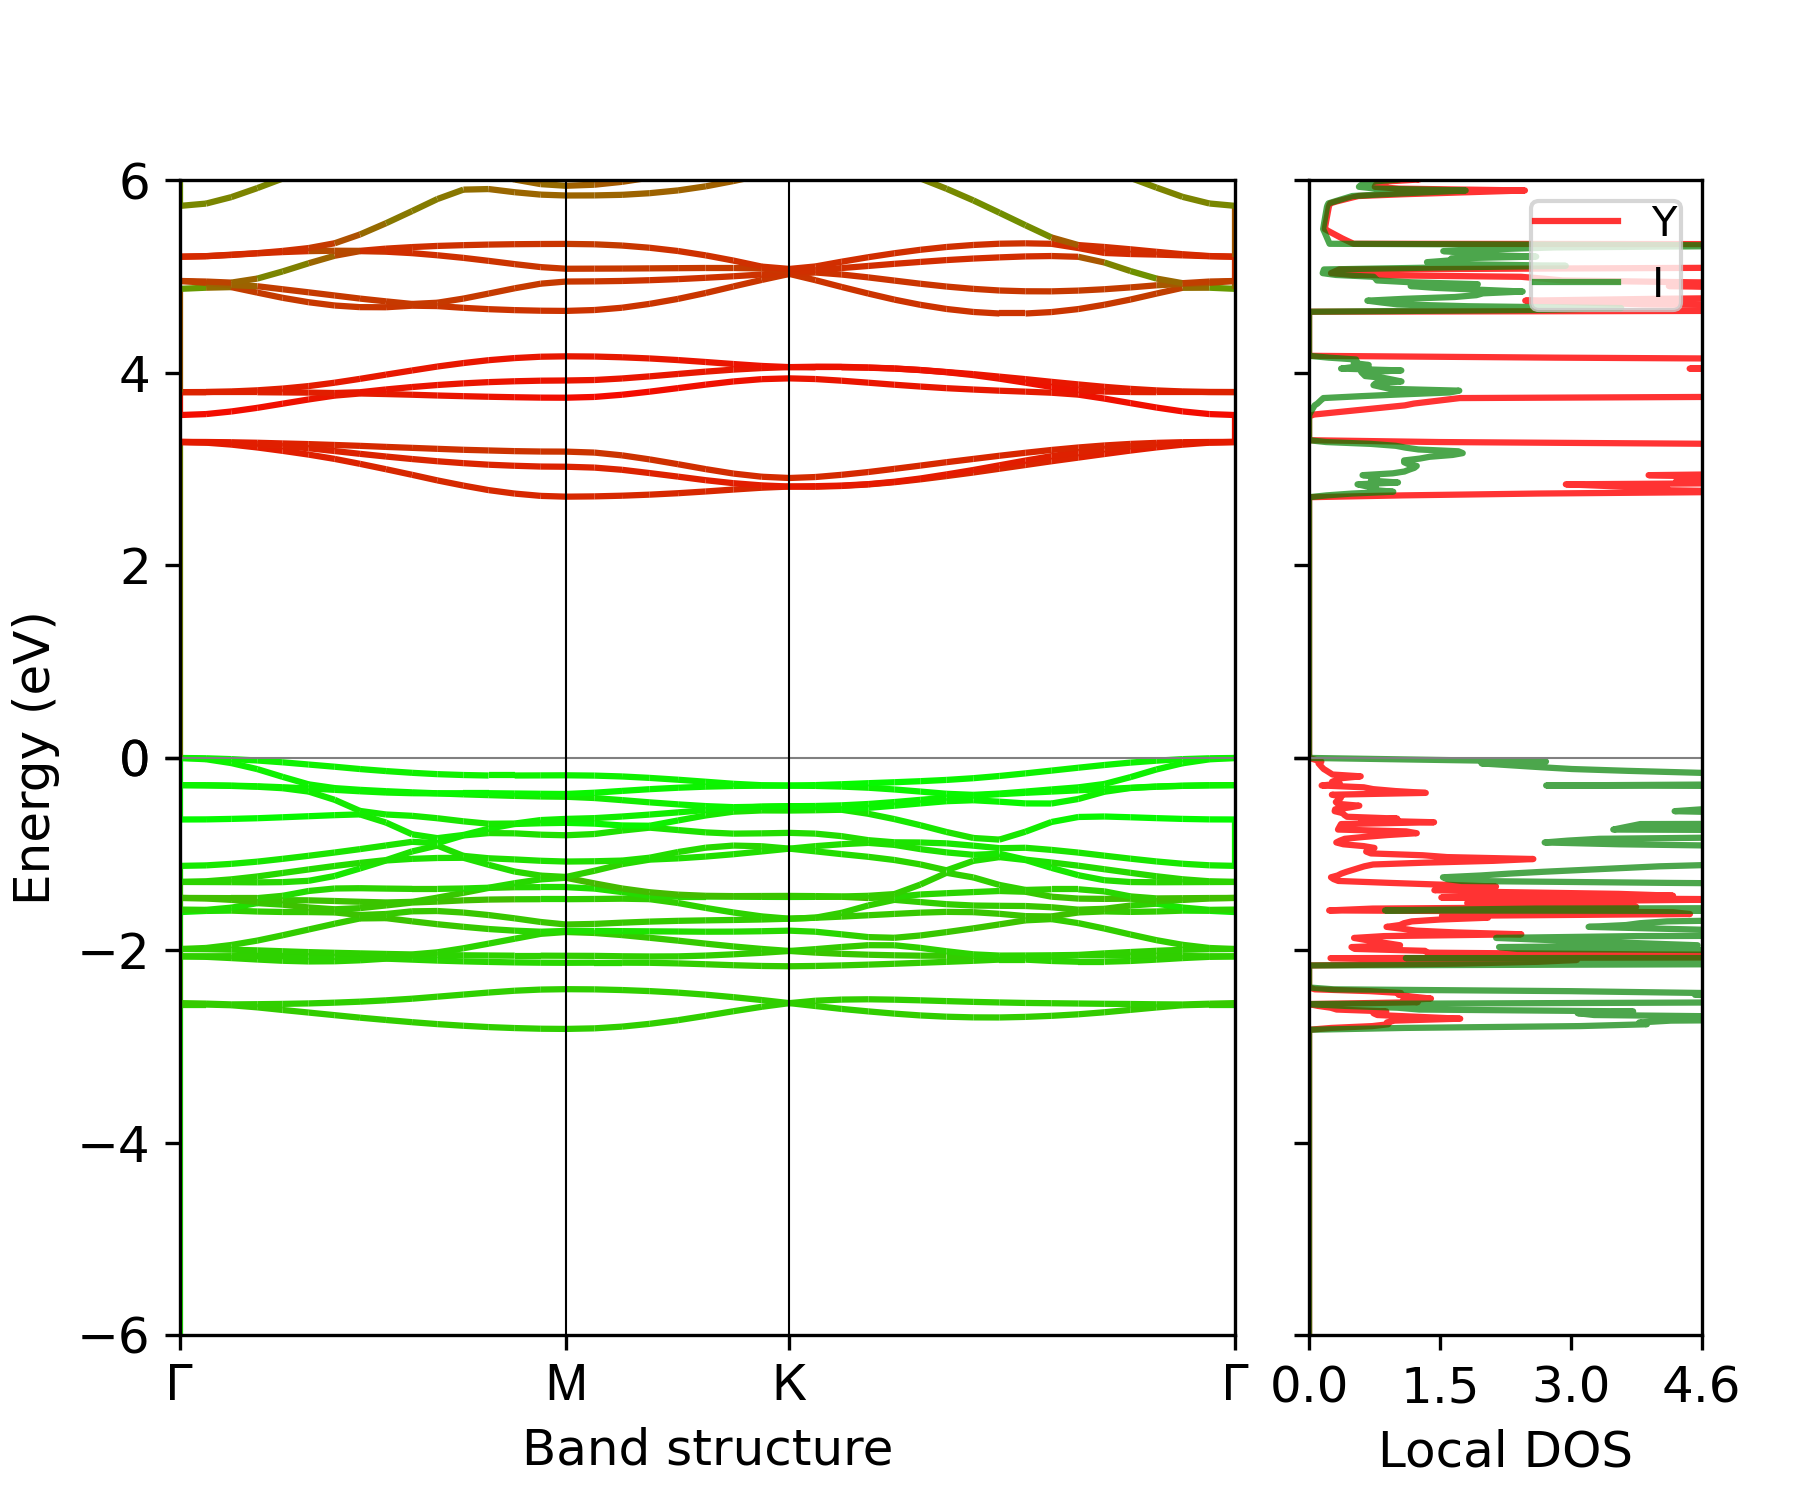 6
4
2
0
−2
−4
−6
Energy (eV)
Γ M K Γ
Band structure
Y
I
0.0 1.5 3.0 4.6
Local DOS